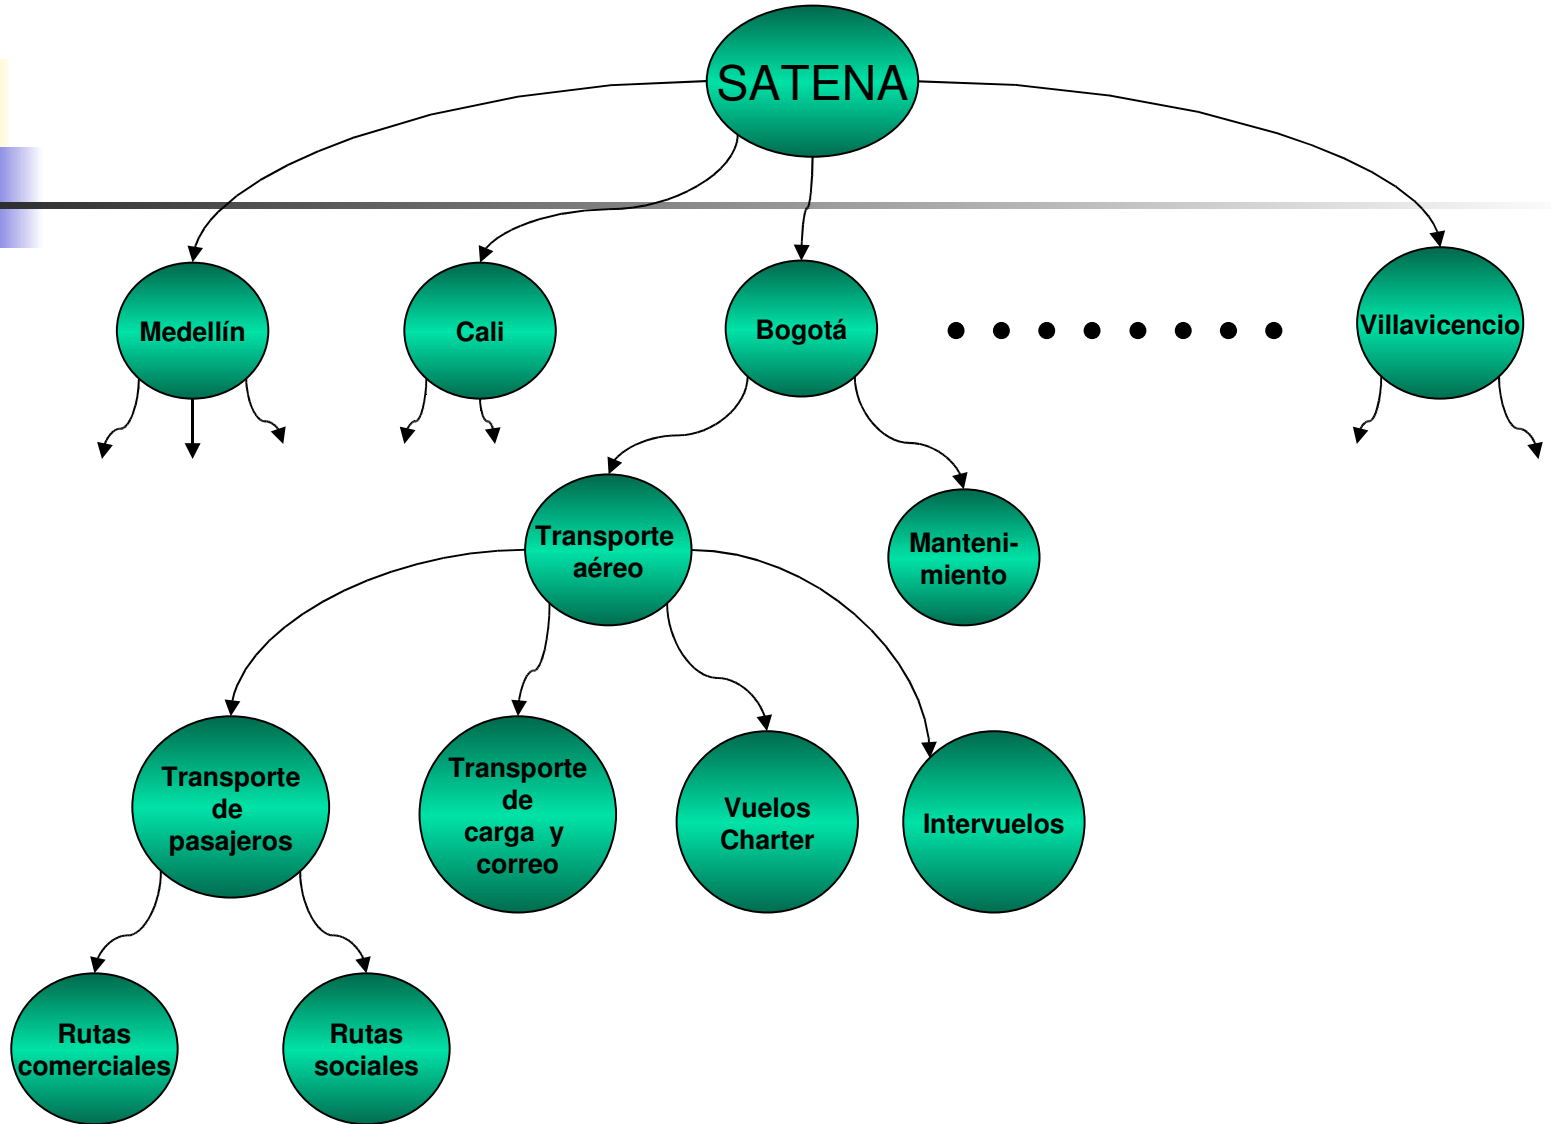 SATENA
Medellín
Cali
Bogotá
Villavicencio
Transporte
aéreo
Manteni-
miento
Transporte
de
pasajeros
Transporte
de
carga y
correo
Vuelos
Charter
Intervuelos
Rutas
comerciales
Rutas
sociales